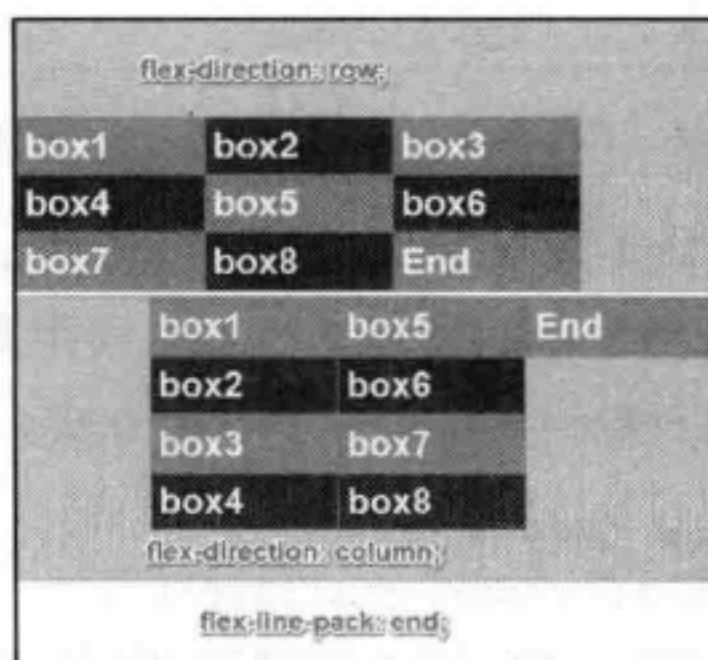 flex-direction: row;
box1 box2 box3
box4 box5 box6
box7 box8 End
box1 box5 End
box2 box6
box3 box7
box4 box8
flex-direction: column;
flex-line-pack: end;